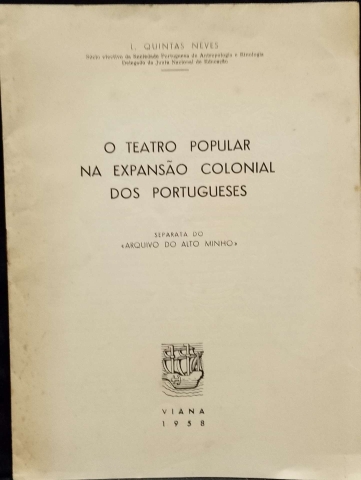 L. QUINTAS NEVES
Sócio efectivo da Sociedade Portuguesa de Antropologia e Etnologia
Delegado da Junta Nacional de Educação
O TEATRO POPULAR
NA EXPANSÃO COLONIAL
DOS PORTUGUESES
SEPARATA DO
«ARQUIVO DO ALTO MINHO»
VIANA
1958